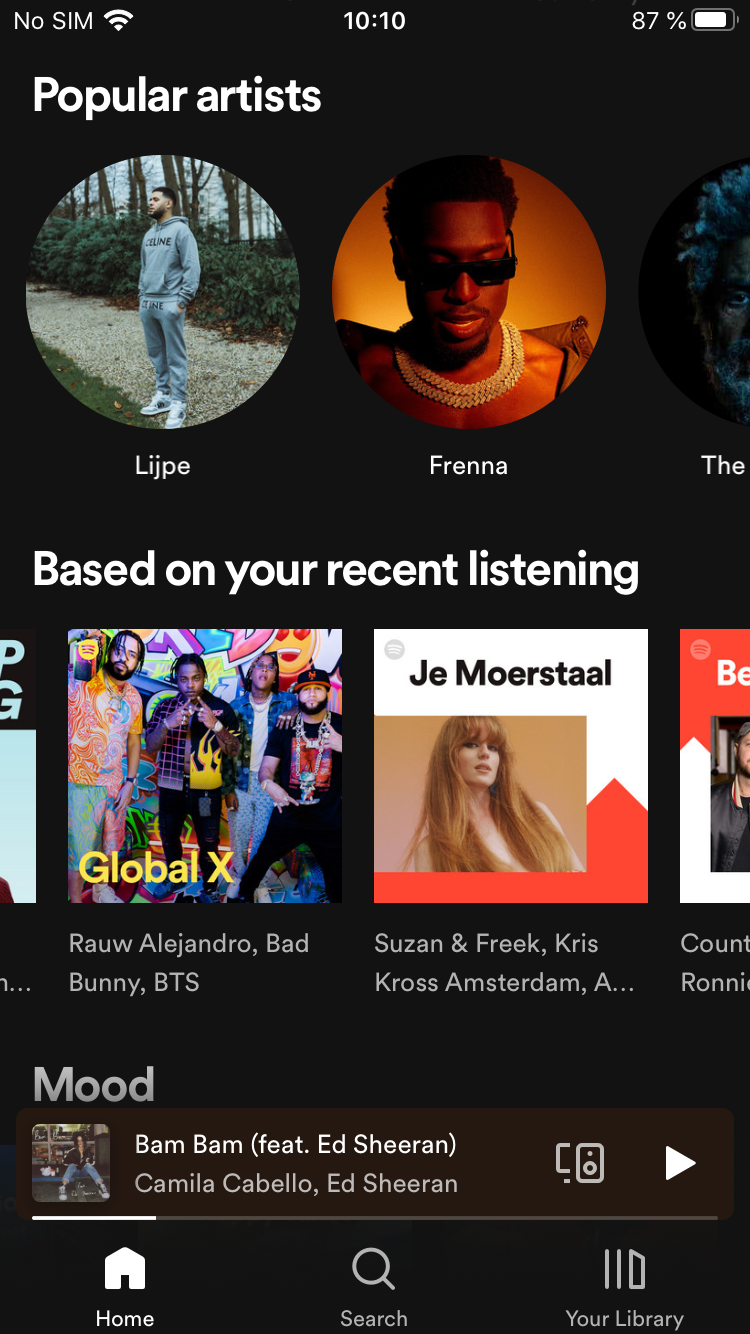 No SIM 10:10 87 %
Popular artists
CELINE
Lijpe
Frenna
The
Based on your recent listening
P
G
Global X
Je Moerstaal
Be
Rauw Alejandro, Bad
Bunny, BTS
Suzan & Freek, Kris
Kross Amsterdam, A...
Count
Ronnie
n...
Mood
Bam Bam (feat. Ed Sheeran)
Camila Cabello, Ed Sheeran
Home
Search
Your Library